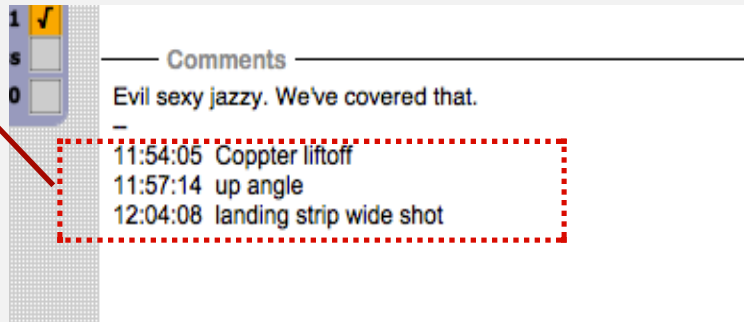 1 √
s
0
Comments
Evil sexy jazzy. We've covered that.
–
11:54:05 Coppter liftoff
11:57:14 up angle
12:04:08 landing strip wide shot